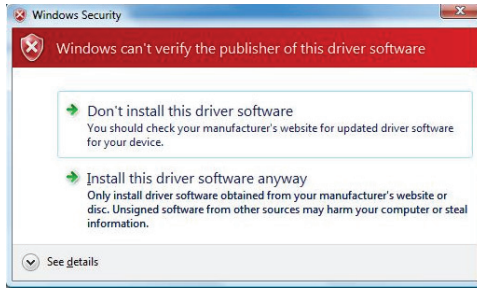 Windows Security
Windows can't verify the publisher of this driver software
Don't install this driver software
You should check your manufacturer's website for updated driver software
for your device.
Install this driver software anyway
Only install driver software obtained from your manufacturer's website or
disc. Unsigned software from other sources may harm your computer or steal
information.
See details